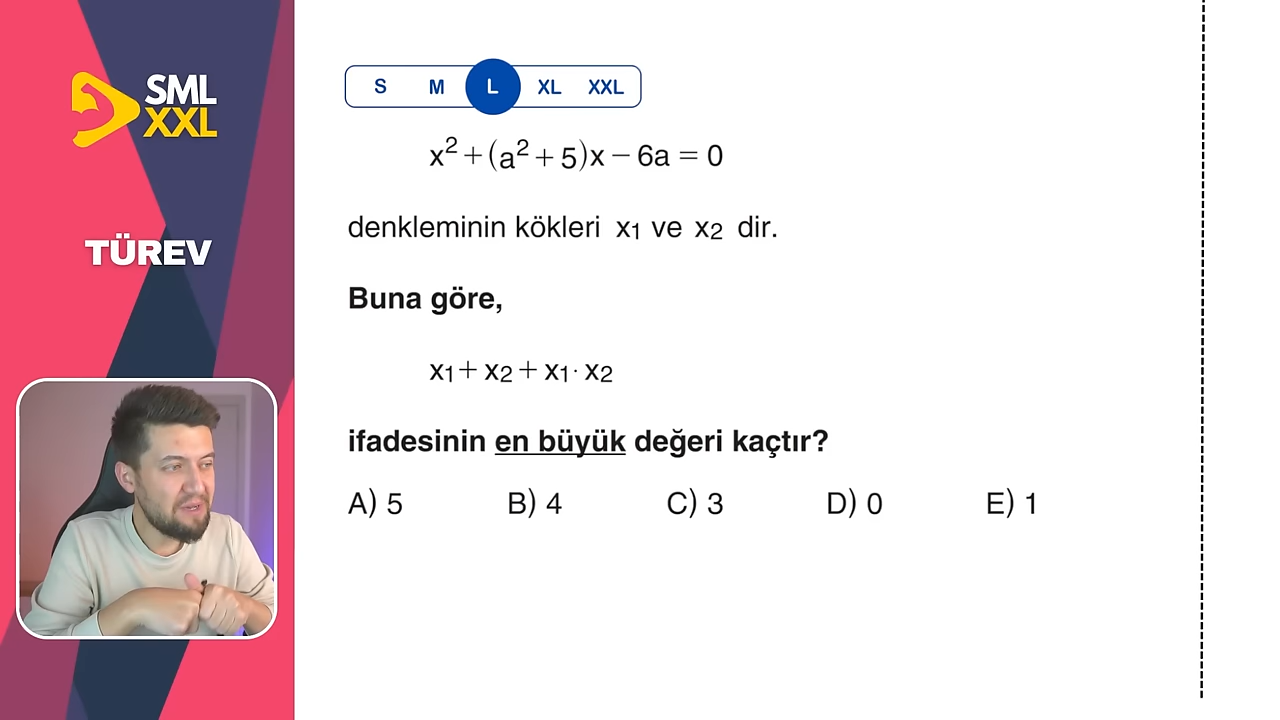 SML
XXL
TÜREV
S M L XL XXL
x² + (a² + 5)x − 6a = 0
denkleminin kökleri x₁ ve x₂ dir.
Buna göre,
x₁ + x₂ + x₁ · x₂
ifadesinin en büyük değeri kaçtır?
A) 5 B) 4 C) 3 D) 0 E) 1